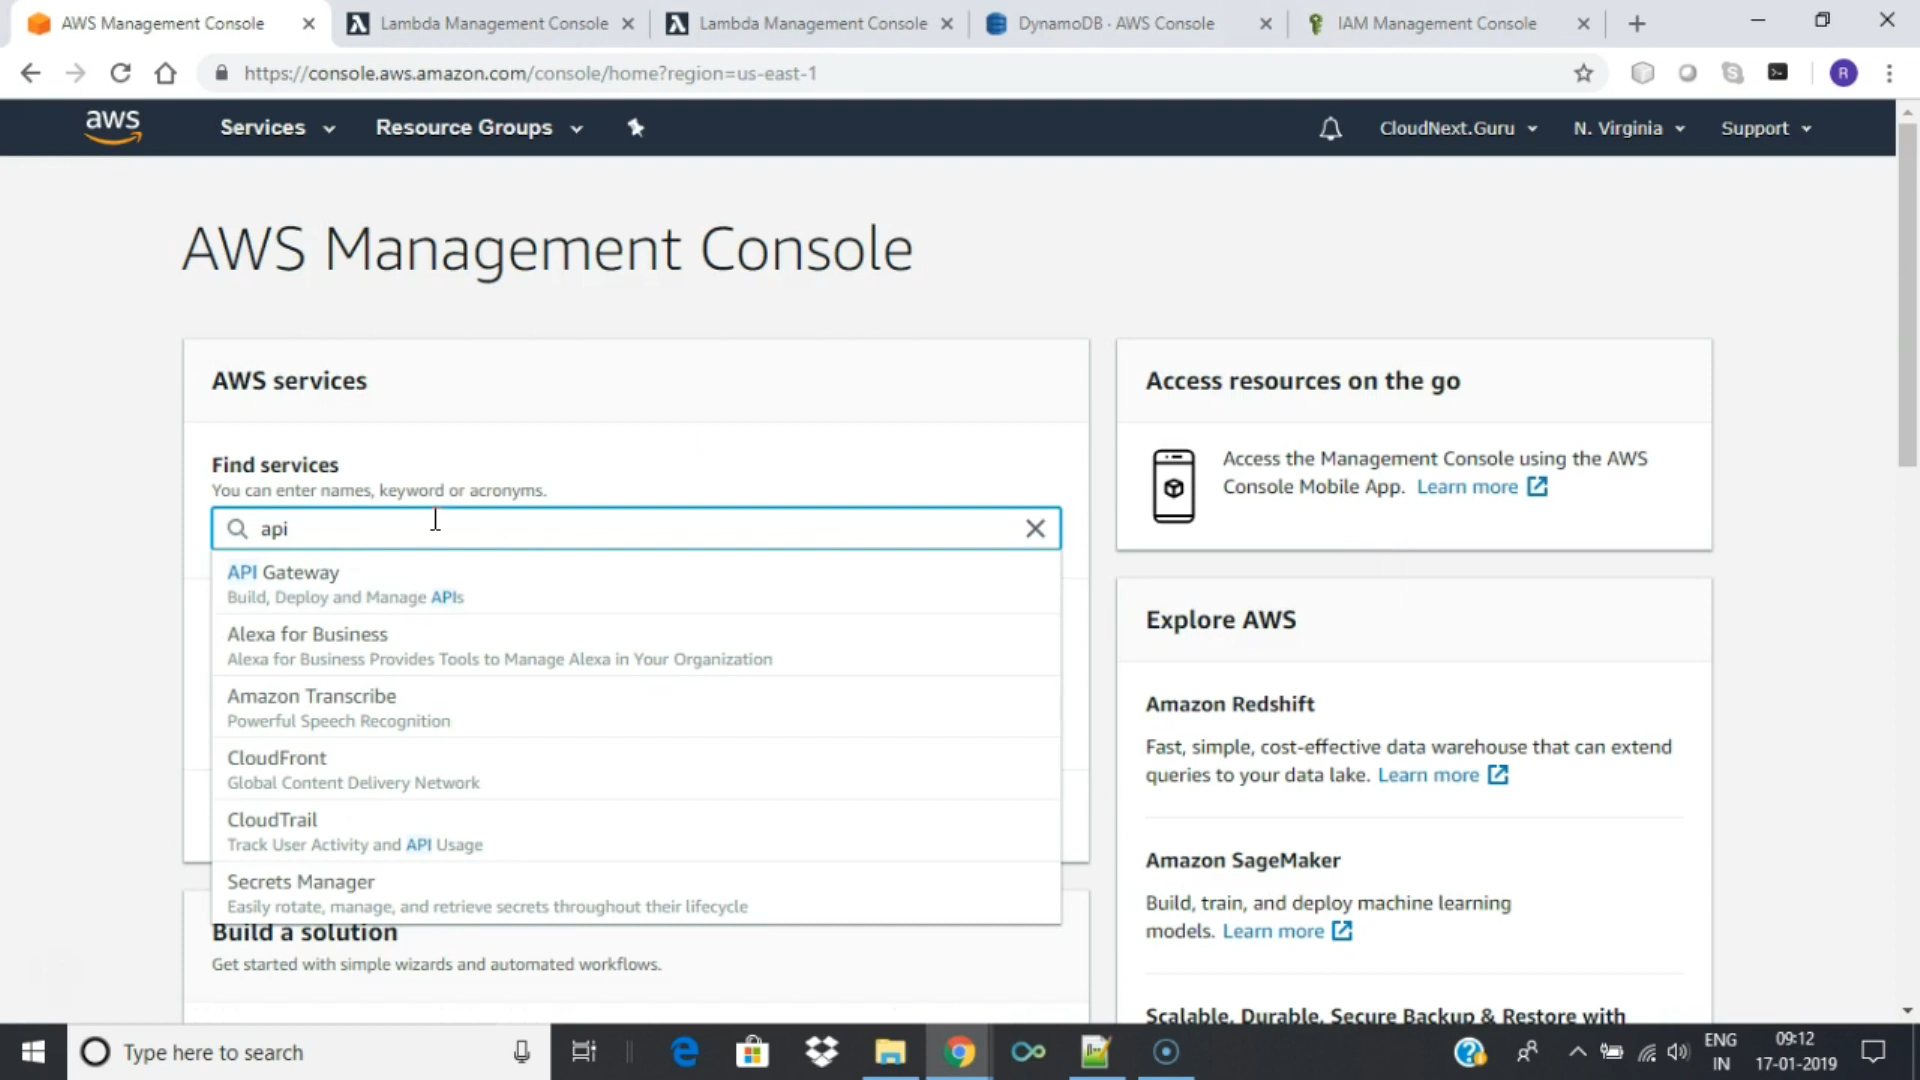 AWS Management Console
Lambda Management Console
Lambda Management Console
DynamoDB · AWS Console
IAM Management Console
https://console.aws.amazon.com/console/home?region=us-east-1
R
aws
Services
Resource Groups
CloudNext.Guru
N. Virginia
Support
AWS Management Console
AWS services
Find services
You can enter names, keyword or acronyms.
api
API Gateway
Build, Deploy and Manage APIs
Alexa for Business
Alexa for Business Provides Tools to Manage Alexa in Your Organization
Amazon Transcribe
Powerful Speech Recognition
CloudFront
Global Content Delivery Network
CloudTrail
Track User Activity and API Usage
Secrets Manager
Easily rotate, manage, and retrieve secrets throughout their lifecycle
Build a solution
Get started with simple wizards and automated workflows.
Access resources on the go
Access the Management Console using the AWS
Console Mobile App. Learn more
Explore AWS
Amazon Redshift
Fast, simple, cost-effective data warehouse that can extend
queries to your data lake. Learn more
Amazon SageMaker
Build, train, and deploy machine learning
models. Learn more
Scalable, Durable, Secure Backup & Restore with
Type here to search
ENG
IN
09:12
17-01-2019